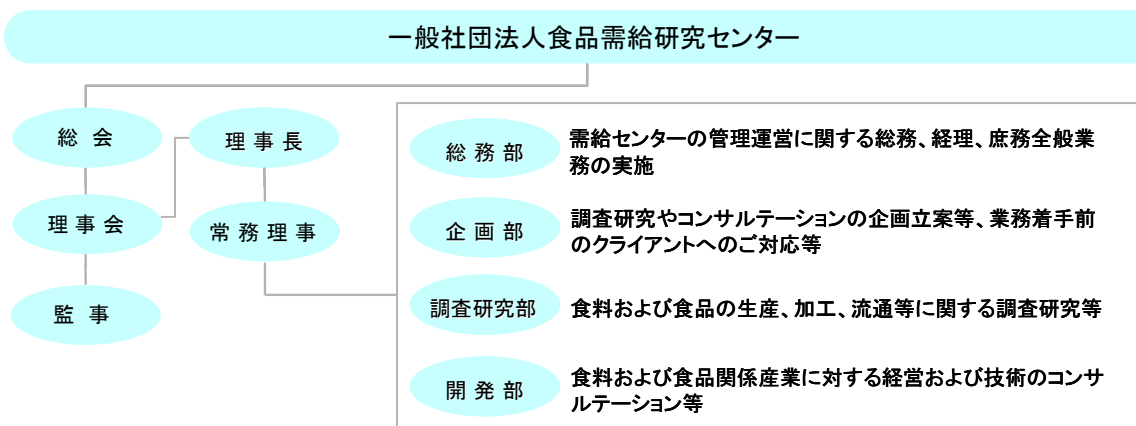 一般社団法人食品需給研究センター
総 会
理 事 会
監 事
理 事 長
常 務 理 事
総 務 部
需給センターの管理運営に関する総務、経理、庶務全般業
務の実施
企 画 部
調査研究やコンサルテーションの企画立案等、業務着手前
のクライアントへのご対応等
調査研究部
食料および食品の生産、加工、流通等に関する調査研究等
開 発 部
食料および食品関係産業に対する経営および技術のコンサ
ルテーション等